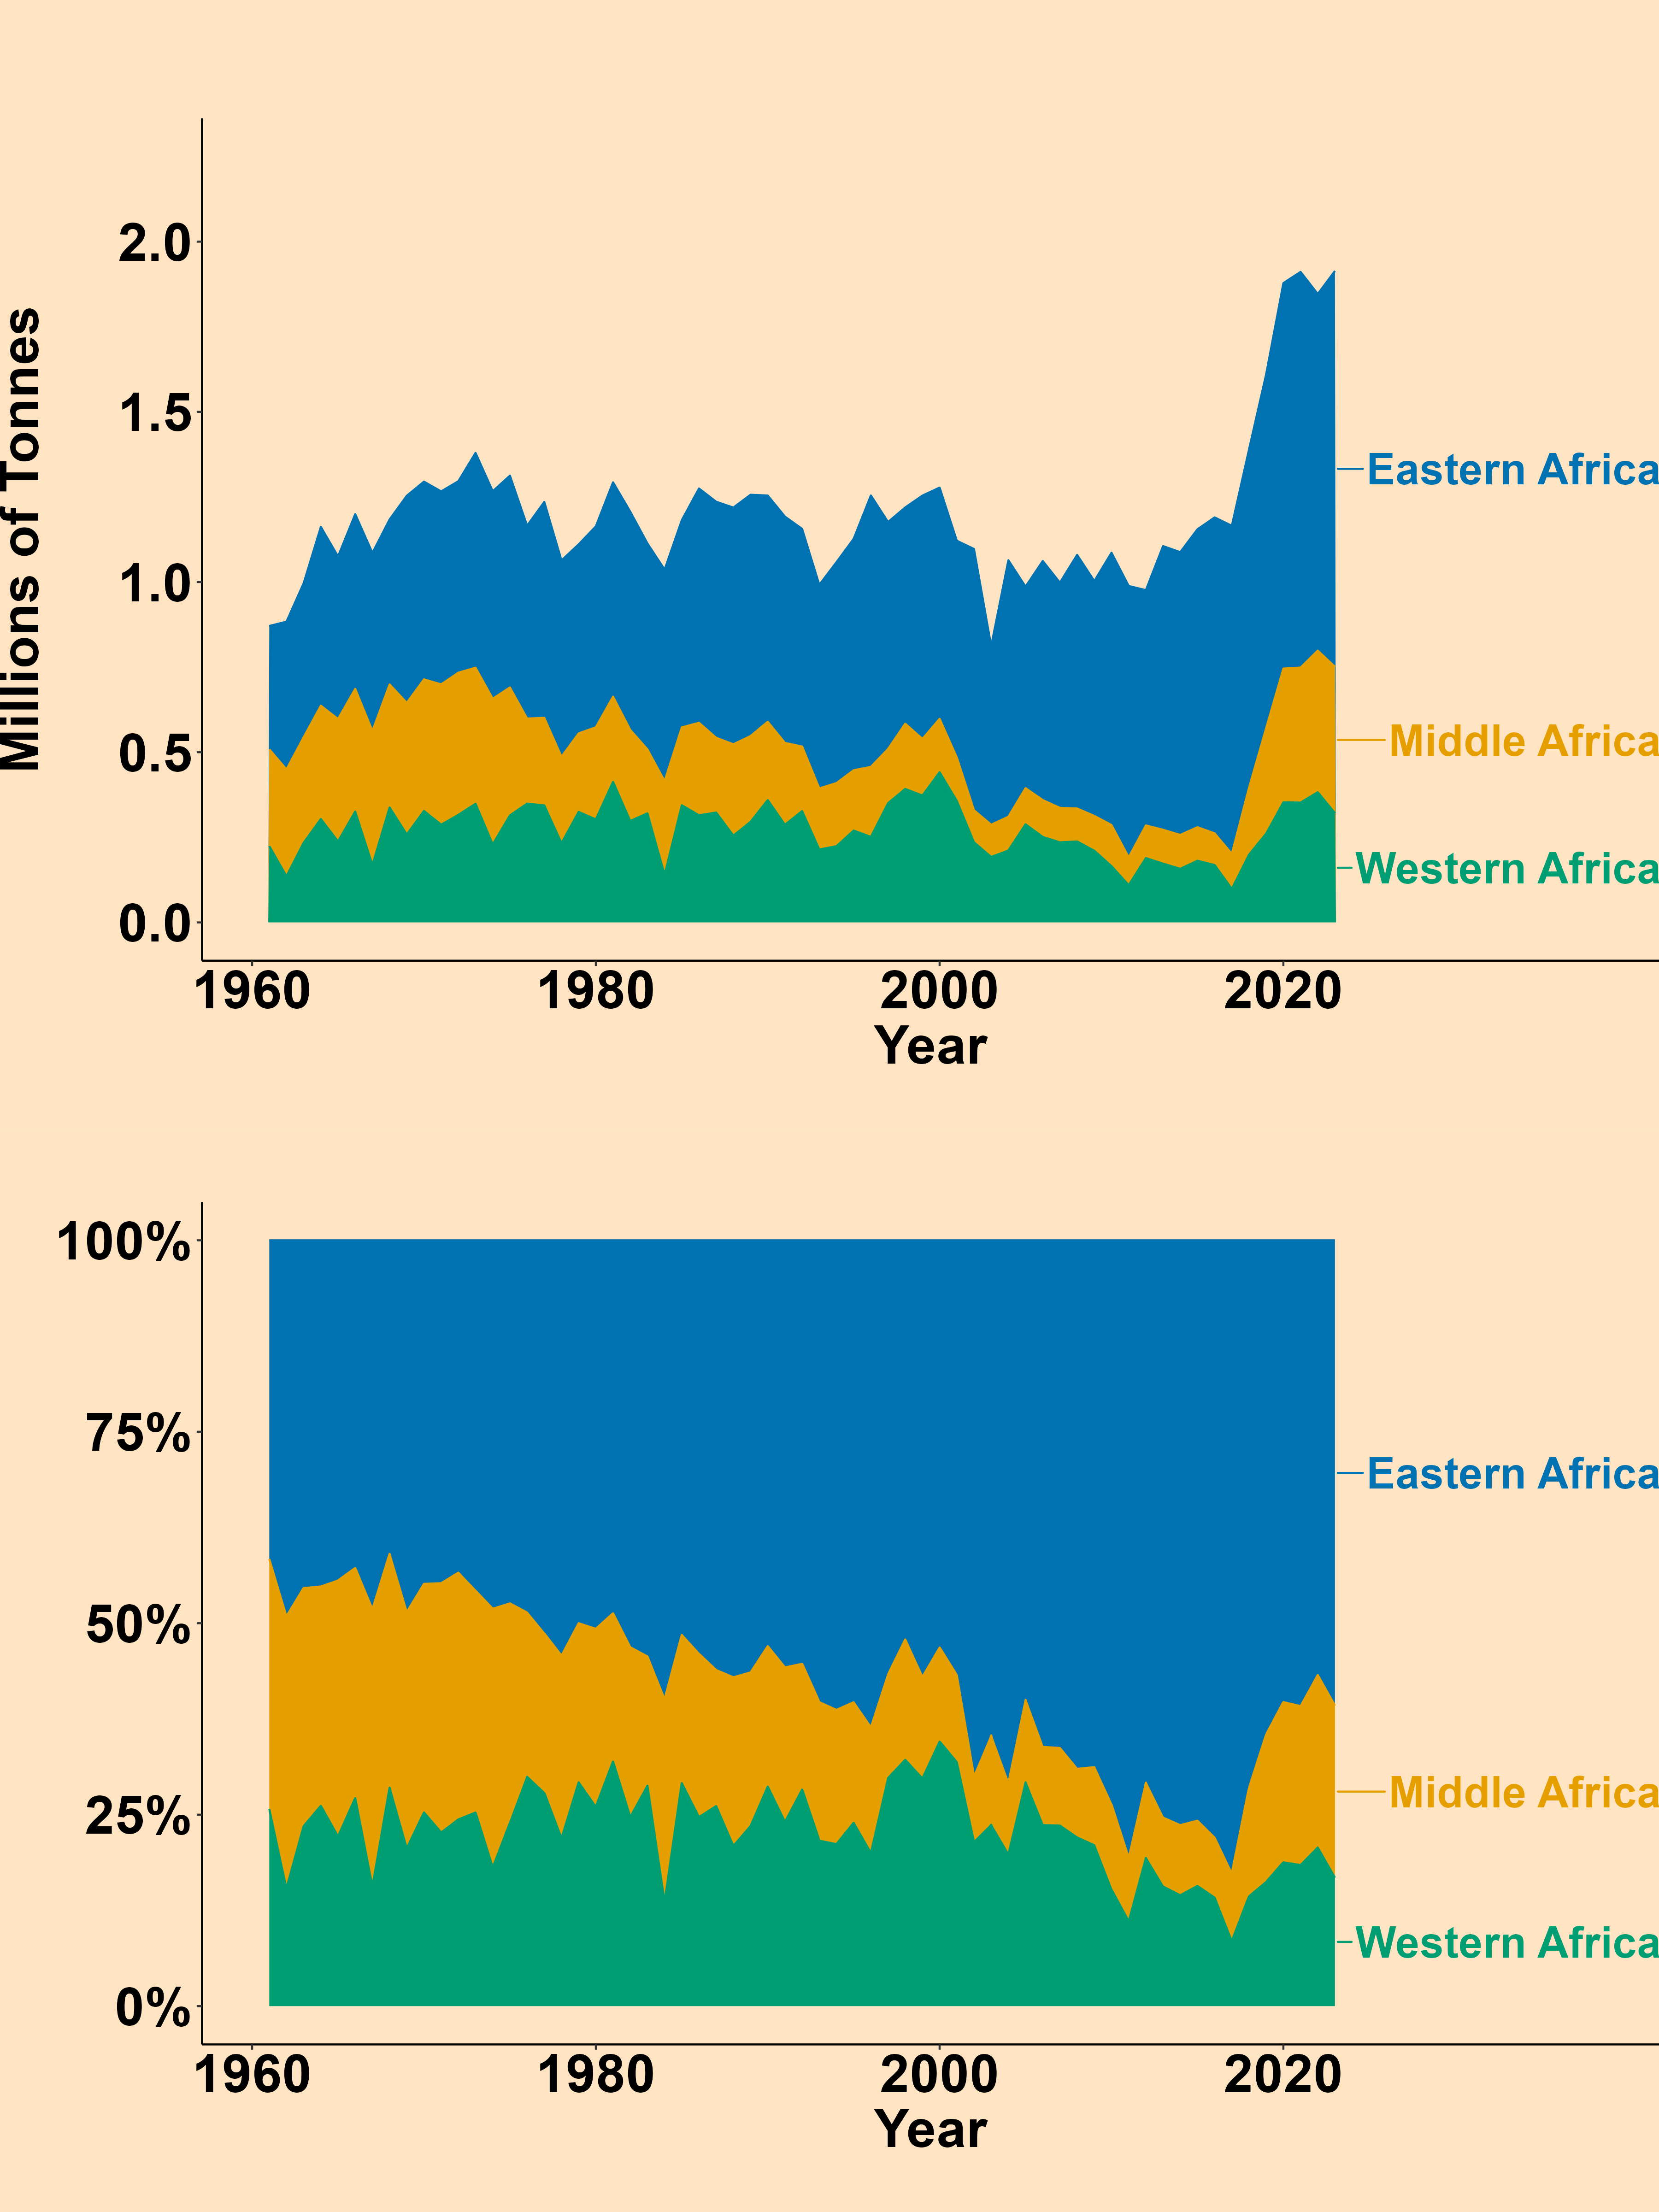 Millions of Tonnes
2.0
1.5
1.0
0.5
0.0
Eastern Africa
Middle Africa
Western Africa
1960 1980 2000 2020
Year
100%
75%
50%
25%
0%
Eastern Africa
Middle Africa
Western Africa
1960 1980 2000 2020
Year